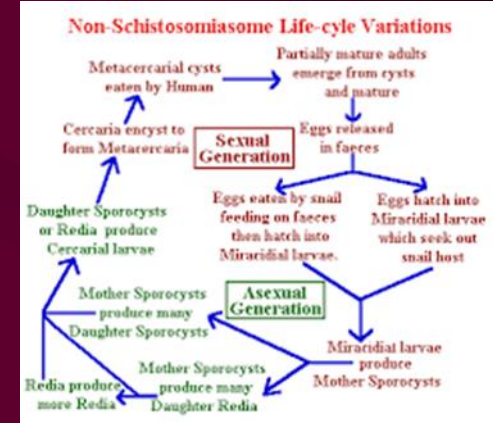 Non-Schistosomiasome Life-cyle Variations
Metacercarial cysts
eaten by Human
Partially mature adults
emerge from cysts
and mature
Cercaria encyst to
form Metacercaria
Sexual
Generation
Eggs released
in faeces
Daughter Sporocysts
or Redia produce
Cercarial larvae
Eggs eaten by snail
feeding on faeces
then hatch into
Miracidial larvae.
Eggs hatch into
Miracidial larvae
which seek out
snail host
Mother Sporocysts
produce many
Daughter Sporocysts
Asexual
Generation
Miracidial larvae
produce
Mother Sporocysts
Redia produce
more Redia
Mother Sporocysts
produce many
Daughter Redia